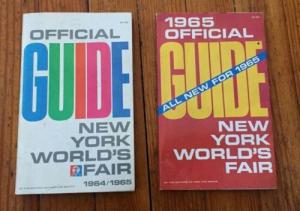 OFFICIAL
GUIDE
NEW
YORK
WORLD'S
FAIR
1964/1965
1965
OFFICIAL
GUIDE
ALL NEW FOR 1965
NEW
YORK
WORLD'S
FAIR